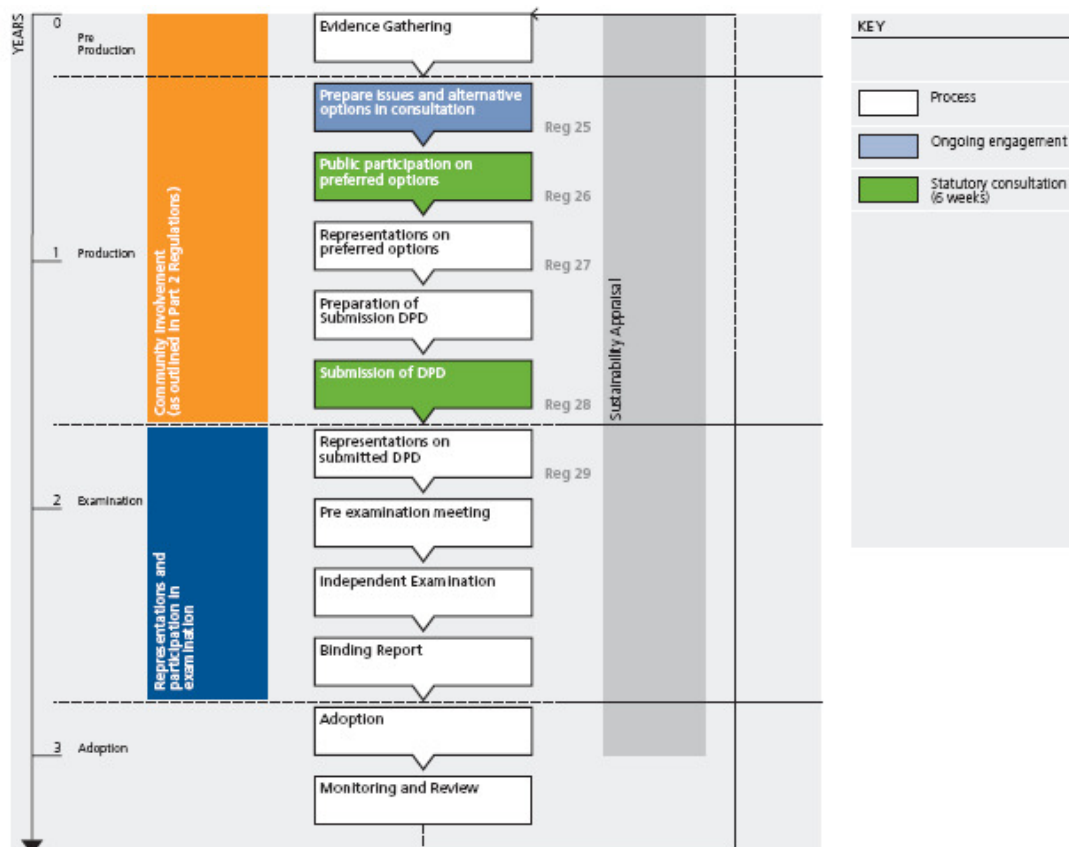 YEARS
0
Pre
Production
1
Production
2
Examination
3
Adoption
Community Involvement
(as outlined in Part 2 Regulations)
Representations and
participation in
examination
Evidence Gathering
Prepare issues and alternative
options in consultation
Reg 25
Public participation on
preferred options
Reg 26
Representations on
preferred options
Reg 27
Preparation of
Submission DPD
Submission of DPD
Reg 28
Representations on
submitted DPD
Reg 29
Pre examination meeting
Independent Examination
Binding Report
Adoption
Monitoring and Review
Sustainability Appraisal
KEY
Process
Ongoing engagement
Statutory consultation
(6 weeks)